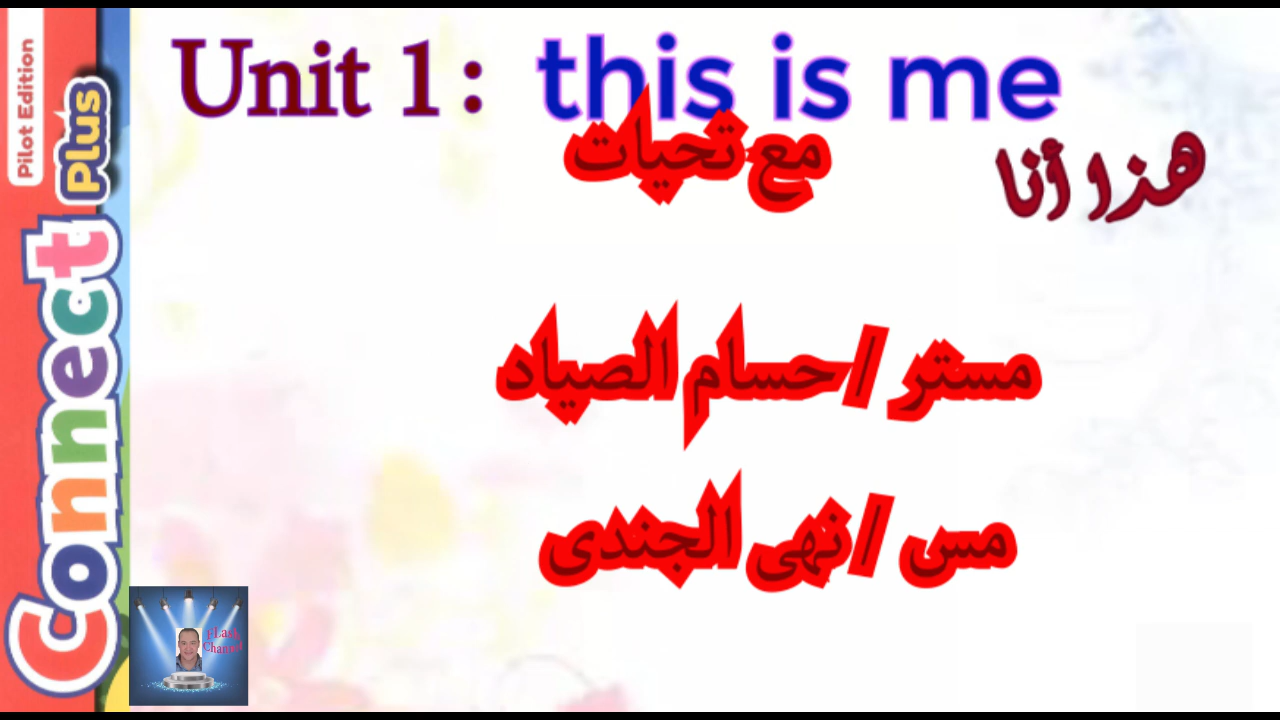 Pilot Edition
Connect Plus
Unit 1: this is me
هذا أنا
مع تحيات
مستر / حسام الصياد
مس / نهى الجندى